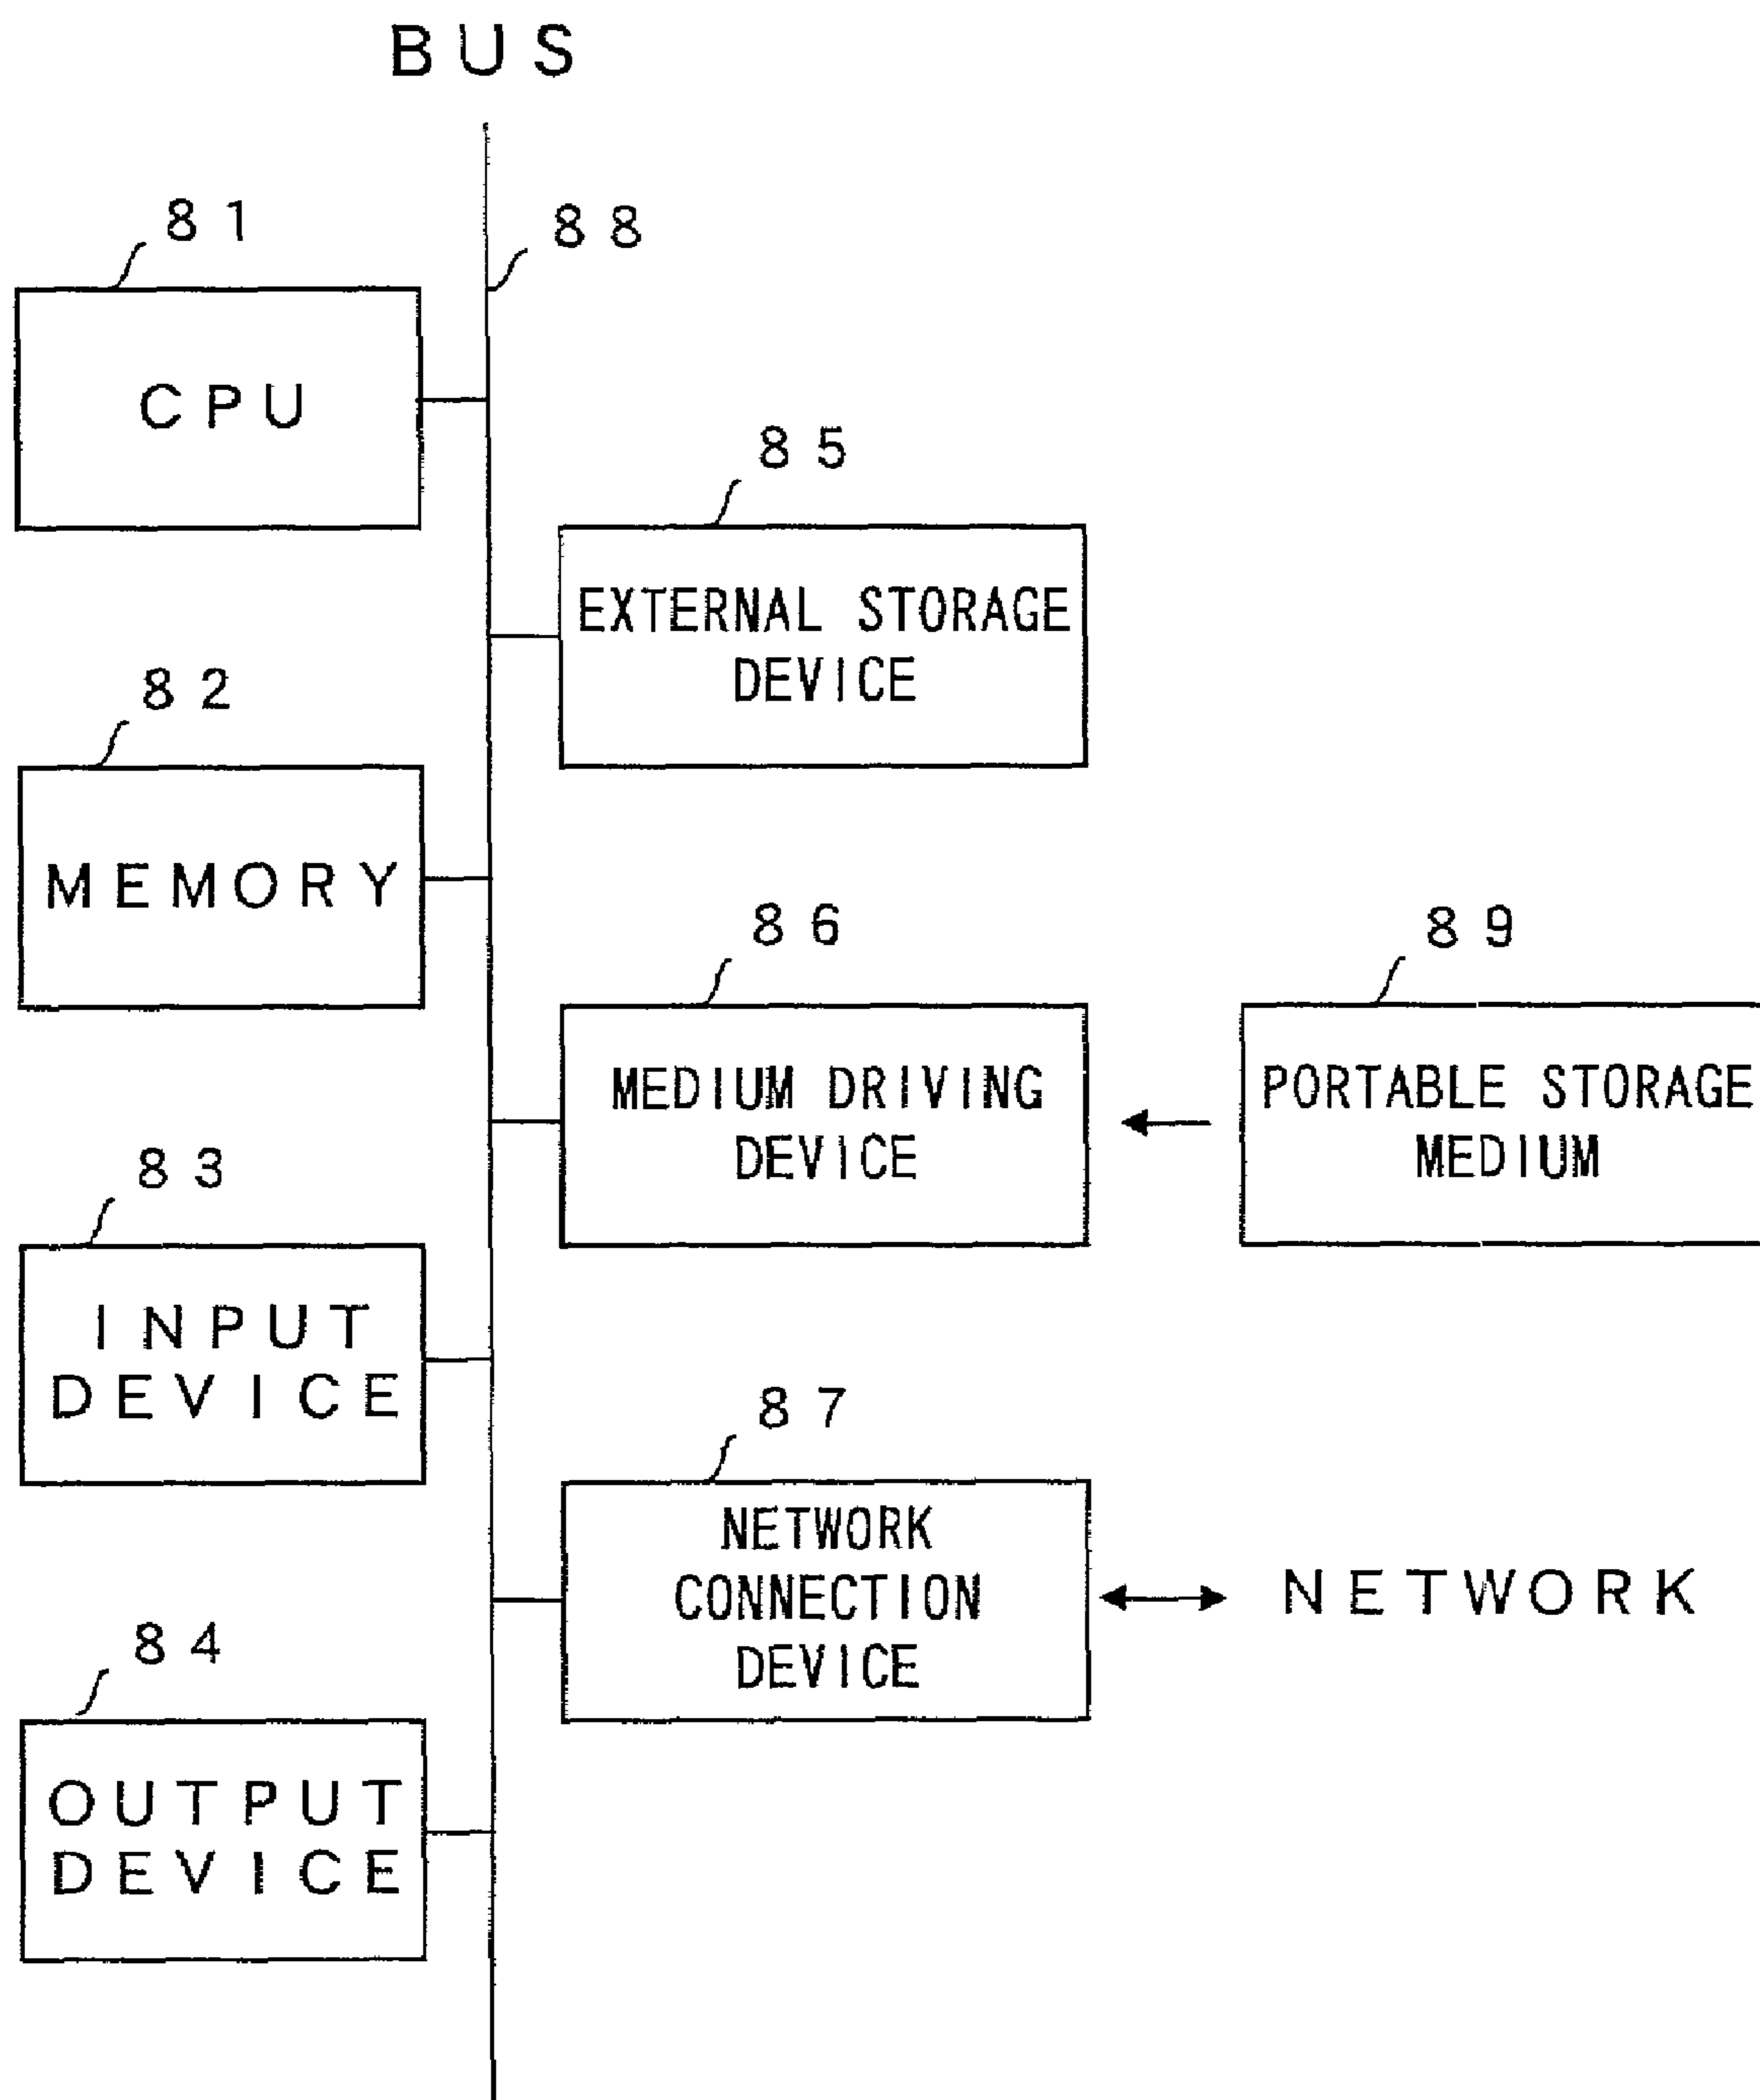 BUS
81
88
CPU
85
EXTERNAL STORAGE
DEVICE
82
MEMORY
86
89
MEDIUM DRIVING
DEVICE
PORTABLE STORAGE
MEDIUM
83
INPUT
DEVICE
87
NETWORK
CONNECTION
DEVICE
NETWORK
84
OUTPUT
DEVICE